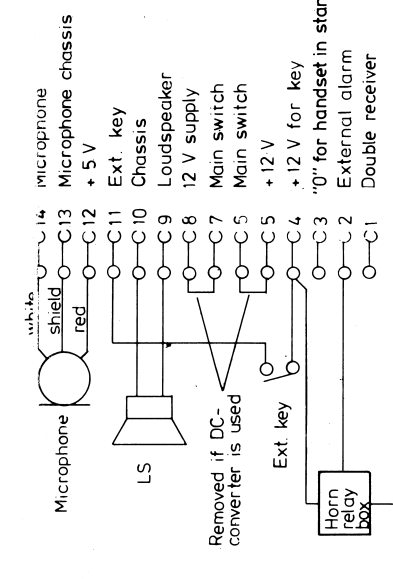 C14 Microphone
C13 Microphone chassis
C12 + 5 V
C11 Ext. key
C10 Chassis
C9 Loudspeaker
C8 12 V supply
C7 Main switch
C6 Main switch
C5 +12 V
C4 +12 V for key
C3 "0" for handset in star
C2 External alarm
C1 Double receiver
white
shield
red
Microphone
LS
Removed if DC-
converter is used
Ext. key
Horn
relay
box